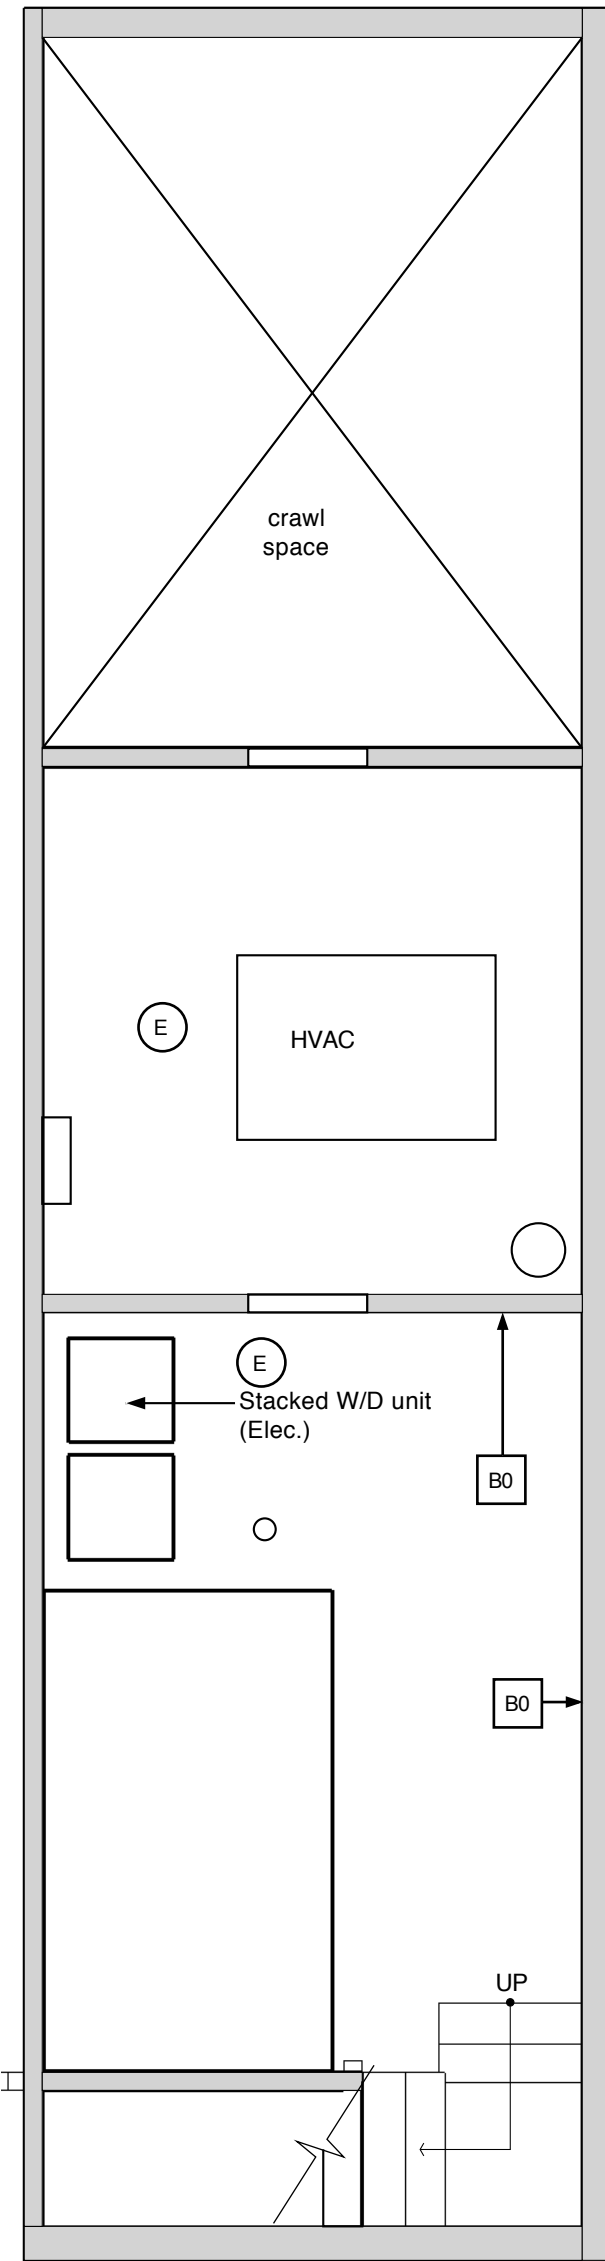 crawl
space
E
HVAC
E
Stacked W/D unit
(Elec.)
B0
B0
UP